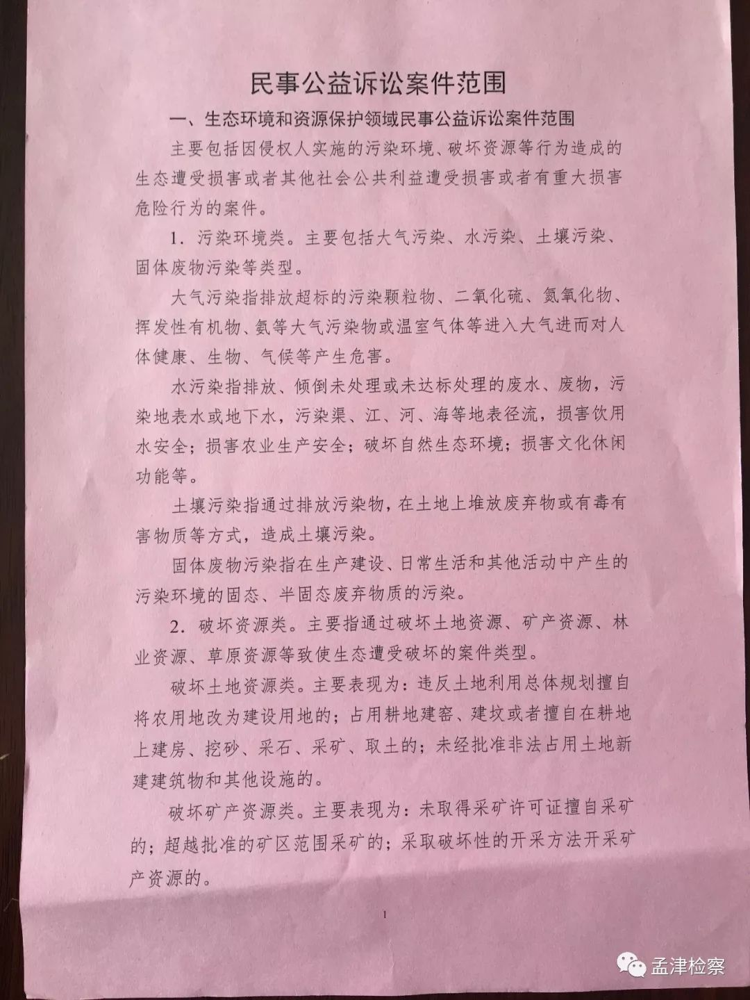 民事公益诉讼案件范围
一、生态环境和资源保护领域民事公益诉讼案件范围
主要包括因侵权人实施的污染环境、破坏资源等行为造成的
生态遭受损害或者其他社会公共利益遭受损害或者有重大损害
危险行为的案件。
1．污染环境类。主要包括大气污染、水污染、土壤污染、
固体废物污染等类型。
大气污染指排放超标的污染颗粒物、二氧化硫、氮氧化物、
挥发性有机物、氨等大气污染物或温室气体等进入大气进而对人
体健康、生物、气候等产生危害。
水污染指排放、倾倒未处理或未达标处理的废水、废物，污
染地表水或地下水，污染渠、江、河、海等地表径流，损害饮用
水安全；损害农业生产安全；破坏自然生态环境；损害文化休闲
功能等。
土壤污染指通过排放污染物，在土地上堆放废弃物或有毒有
害物质等方式，造成土壤污染。
固体废物污染指在生产建设、日常生活和其他活动中产生的
污染环境的固态、半固态废弃物质的污染。
2．破坏资源类。主要指通过破坏土地资源、矿产资源、林
业资源、草原资源等致使生态遭受破坏的案件类型。
破坏土地资源类。主要表现为：违反土地利用总体规划擅自
将农用地改为建设用地的；占用耕地建窑、建坟或者擅自在耕地
上建房、挖砂、采石、采矿、取土的；未经批准非法占用土地新
建建筑物和其他设施的。
破坏矿产资源类。主要表现为：未取得采矿许可证擅自采矿
的；超越批准的矿区范围采矿的；采取破坏性的开采方法开采矿
产资源的。
1
孟津检察